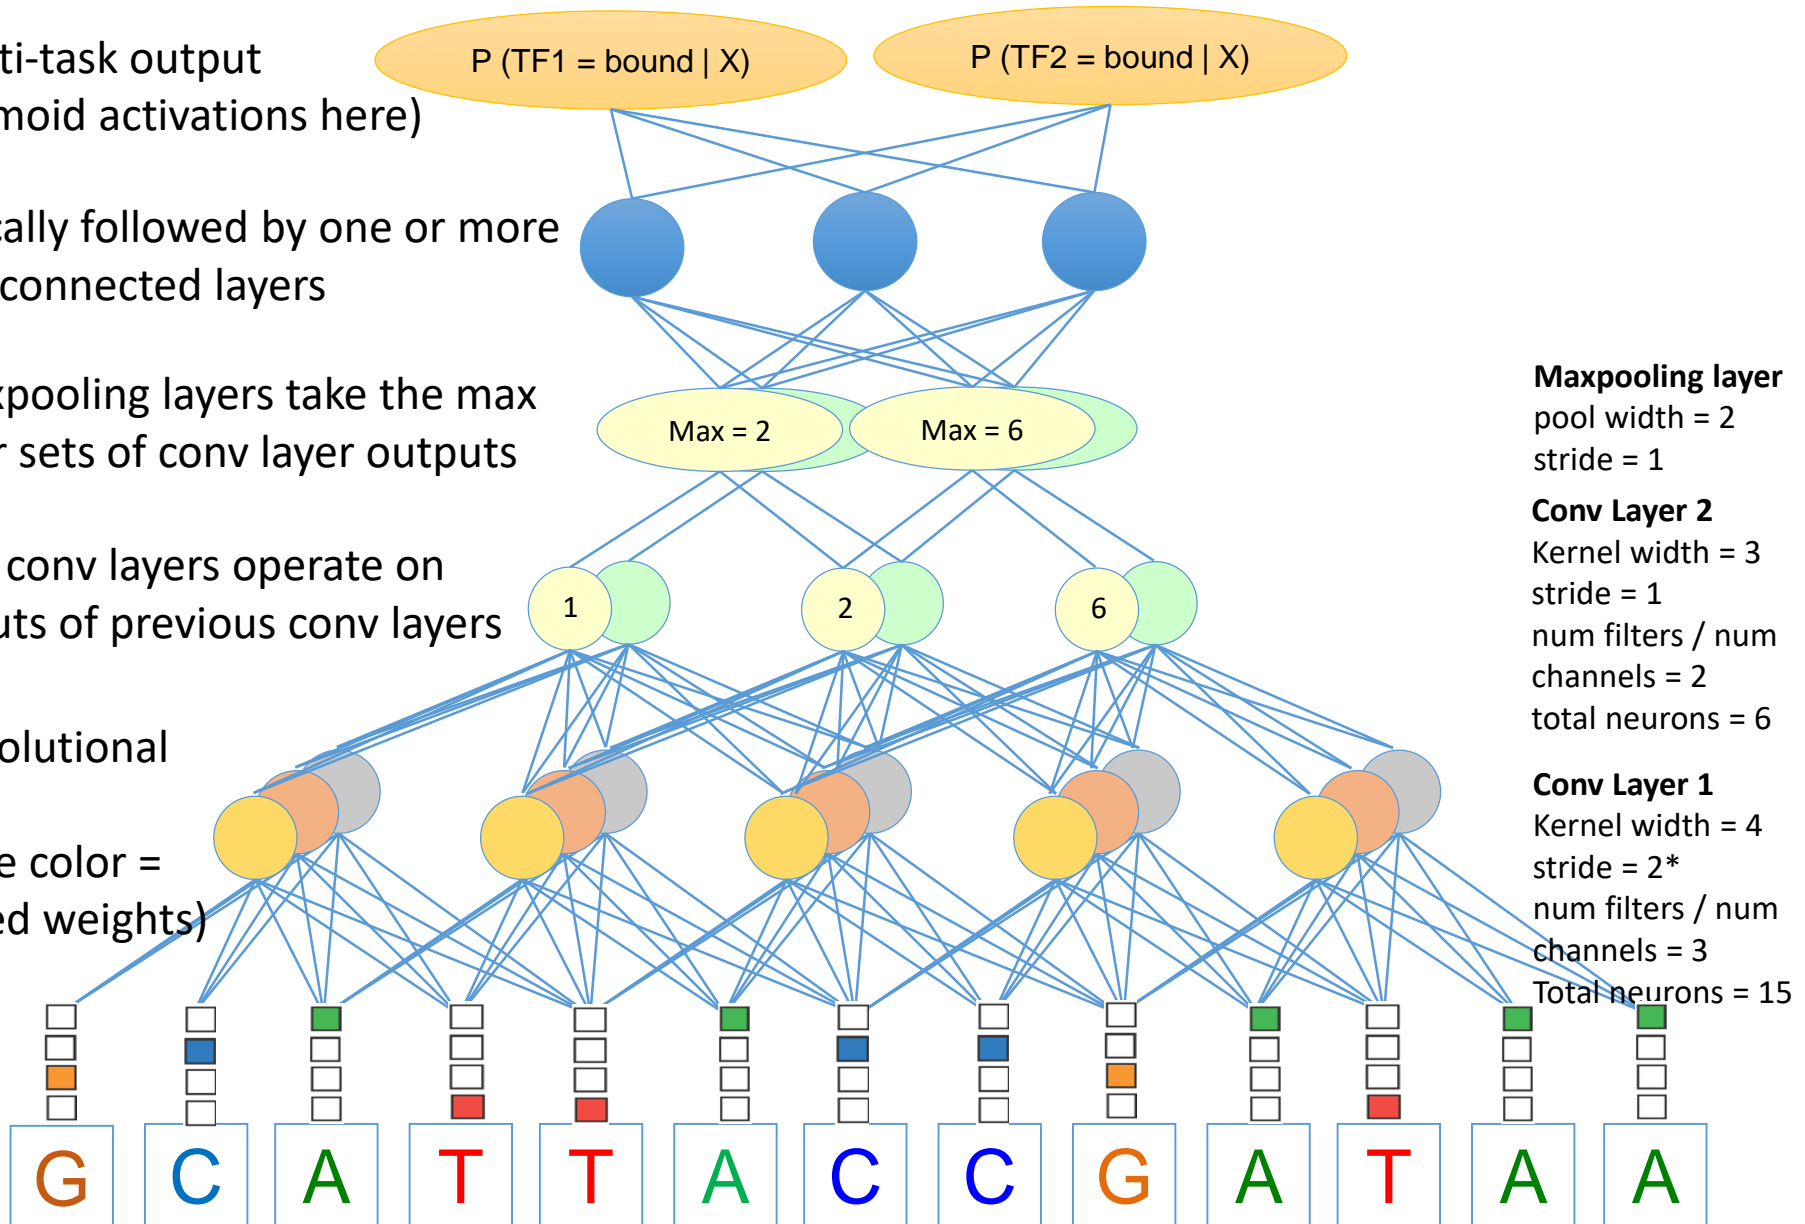 ti-task output
moid activations here)
P (TF1 = bound | X)
P (TF2 = bound | X)
cally followed by one or more
connected layers
xpooling layers take the max
r sets of conv layer outputs
Max = 2
Max = 6
conv layers operate on
uts of previous conv layers
1
2
6
olutional
e color =
ed weights)
Maxpooling layer
pool width = 2
stride = 1
Conv Layer 2
Kernel width = 3
stride = 1
num filters / num
channels = 2
total neurons = 6
Conv Layer 1
Kernel width = 4
stride = 2*
num filters / num
channels = 3
Total neurons = 15
G C A T T A C C G A T A A